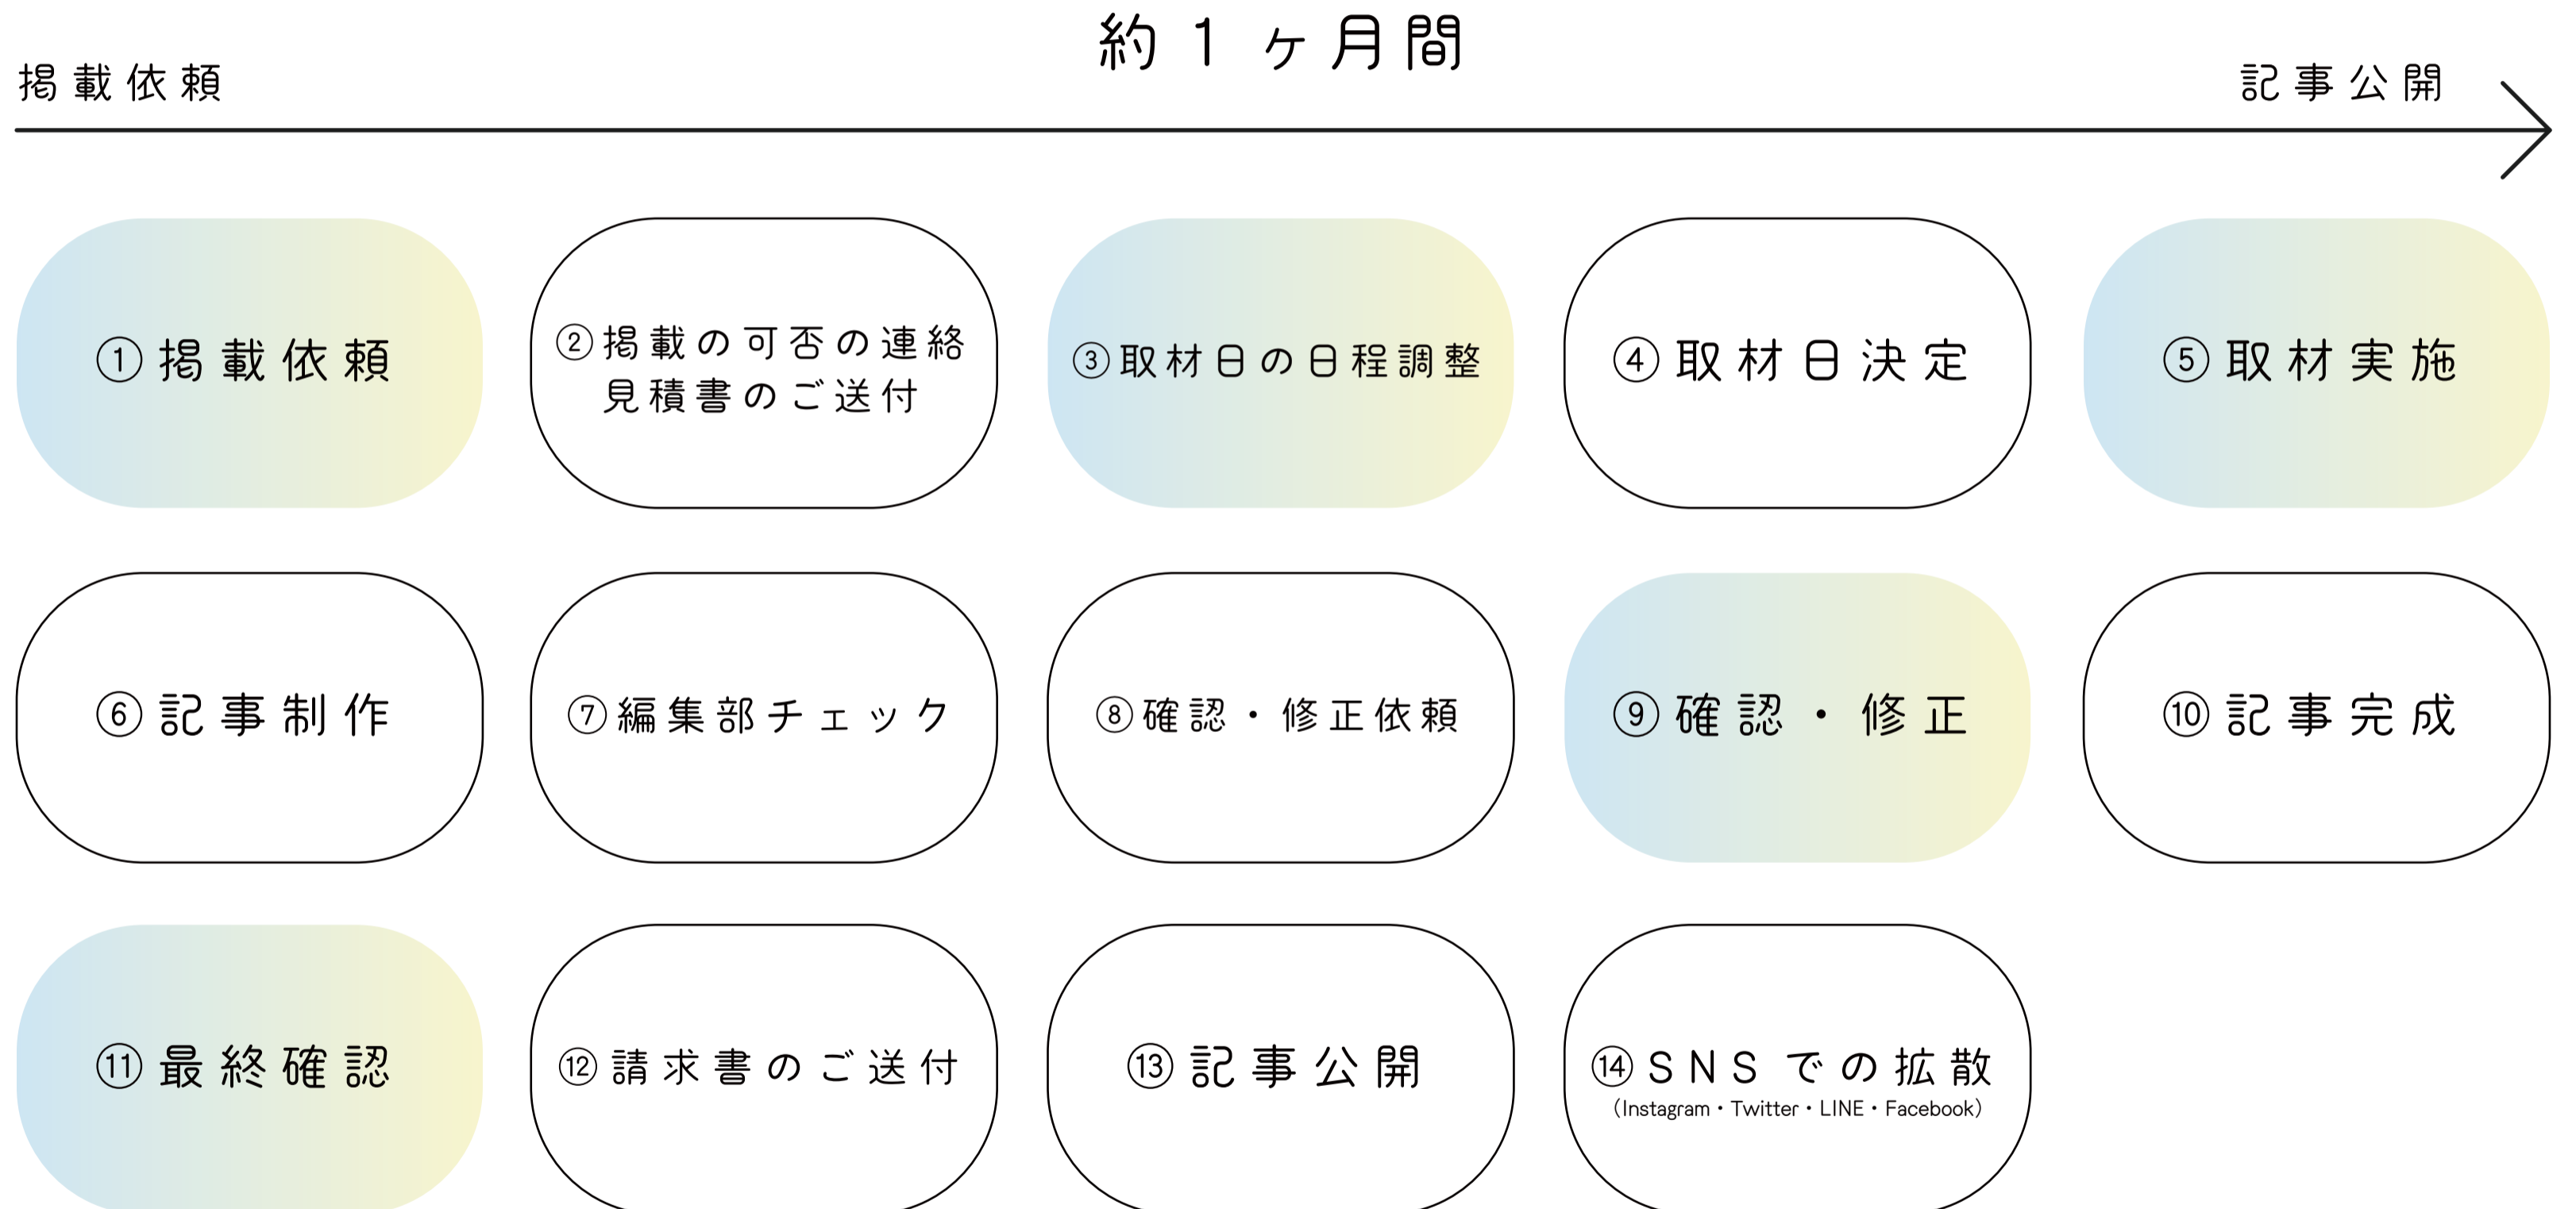 約1ヶ月間
掲載依頼
記事公開
①掲載依頼
②掲載の可否の連絡
見積書のご送付
③取材日の日程調整
④取材日決定
⑤取材実施
⑥記事制作
⑦編集部チェック
⑧確認・修正依頼
⑨確認・修正
⑩記事完成
⑪最終確認
⑫請求書のご送付
⑬記事公開
⑭SNSでの拡散
（Instagram・Twitter・LINE・Facebook）